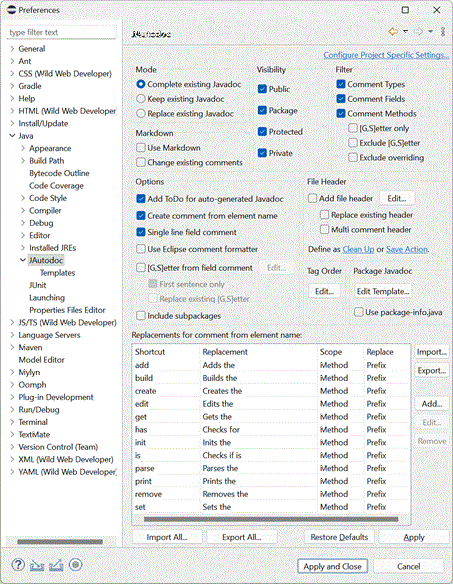 Preferences
type filter text
General
Ant
CSS (Wild Web Developer)
Gradle
Help
HTML (Wild Web Developer)
Install/Update
Java
Appearance
Build Path
Bytecode Outline
Code Coverage
Code Style
Compiler
Debug
Editor
Installed JREs
JAutodoc
Templates
JUnit
Launching
Properties Files Editor
JS/TS (Wild Web Developer)
Language Servers
Maven
Model Editor
Mylyn
Oomph
Plug-in Development
Run/Debug
Terminal
TextMate
Version Control (Team)
XML (Wild Web Developer)
YAML (Wild Web Developer)
JAutodoc
Configure Project Specific Settings...
Mode
Complete existing Javadoc
Keep existing Javadoc
Replace existing Javadoc
Markdown
Use Markdown
Change existing comments
Visibility
Public
Package
Protected
Private
Filter
Comment Types
Comment Fields
Comment Methods
[G,S]etter only
Exclude [G,S]etter
Exclude overriding
Options
Add ToDo for auto-generated Javadoc
Create comment from element name
Single line field comment
Use Eclipse comment formatter
[G,S]etter from field comment Edit...
First sentence only
Replace existing [G,S]etter
Include subpackages
File Header
Add file header Edit...
Replace existing header
Multi comment header
Define as Clean Up or Save Action.
Tag Order Package Javadoc
Edit... Edit Template...
Use package-info.java
Replacements for comment from element name:
Shortcut Replacement Scope Replace
add Adds the Method Prefix
build Builds the Method Prefix
create Creates the Method Prefix
edit Edits the Method Prefix
get Gets the Method Prefix
has Checks for Method Prefix
init Inits the Method Prefix
is Checks if is Method Prefix
parse Parses the Method Prefix
print Prints the Method Prefix
remove Removes the Method Prefix
set Sets the Method Prefix
Import...
Export...
Add...
Edit...
Remove
Import All... Export All... Restore Defaults Apply
Apply and Close Cancel